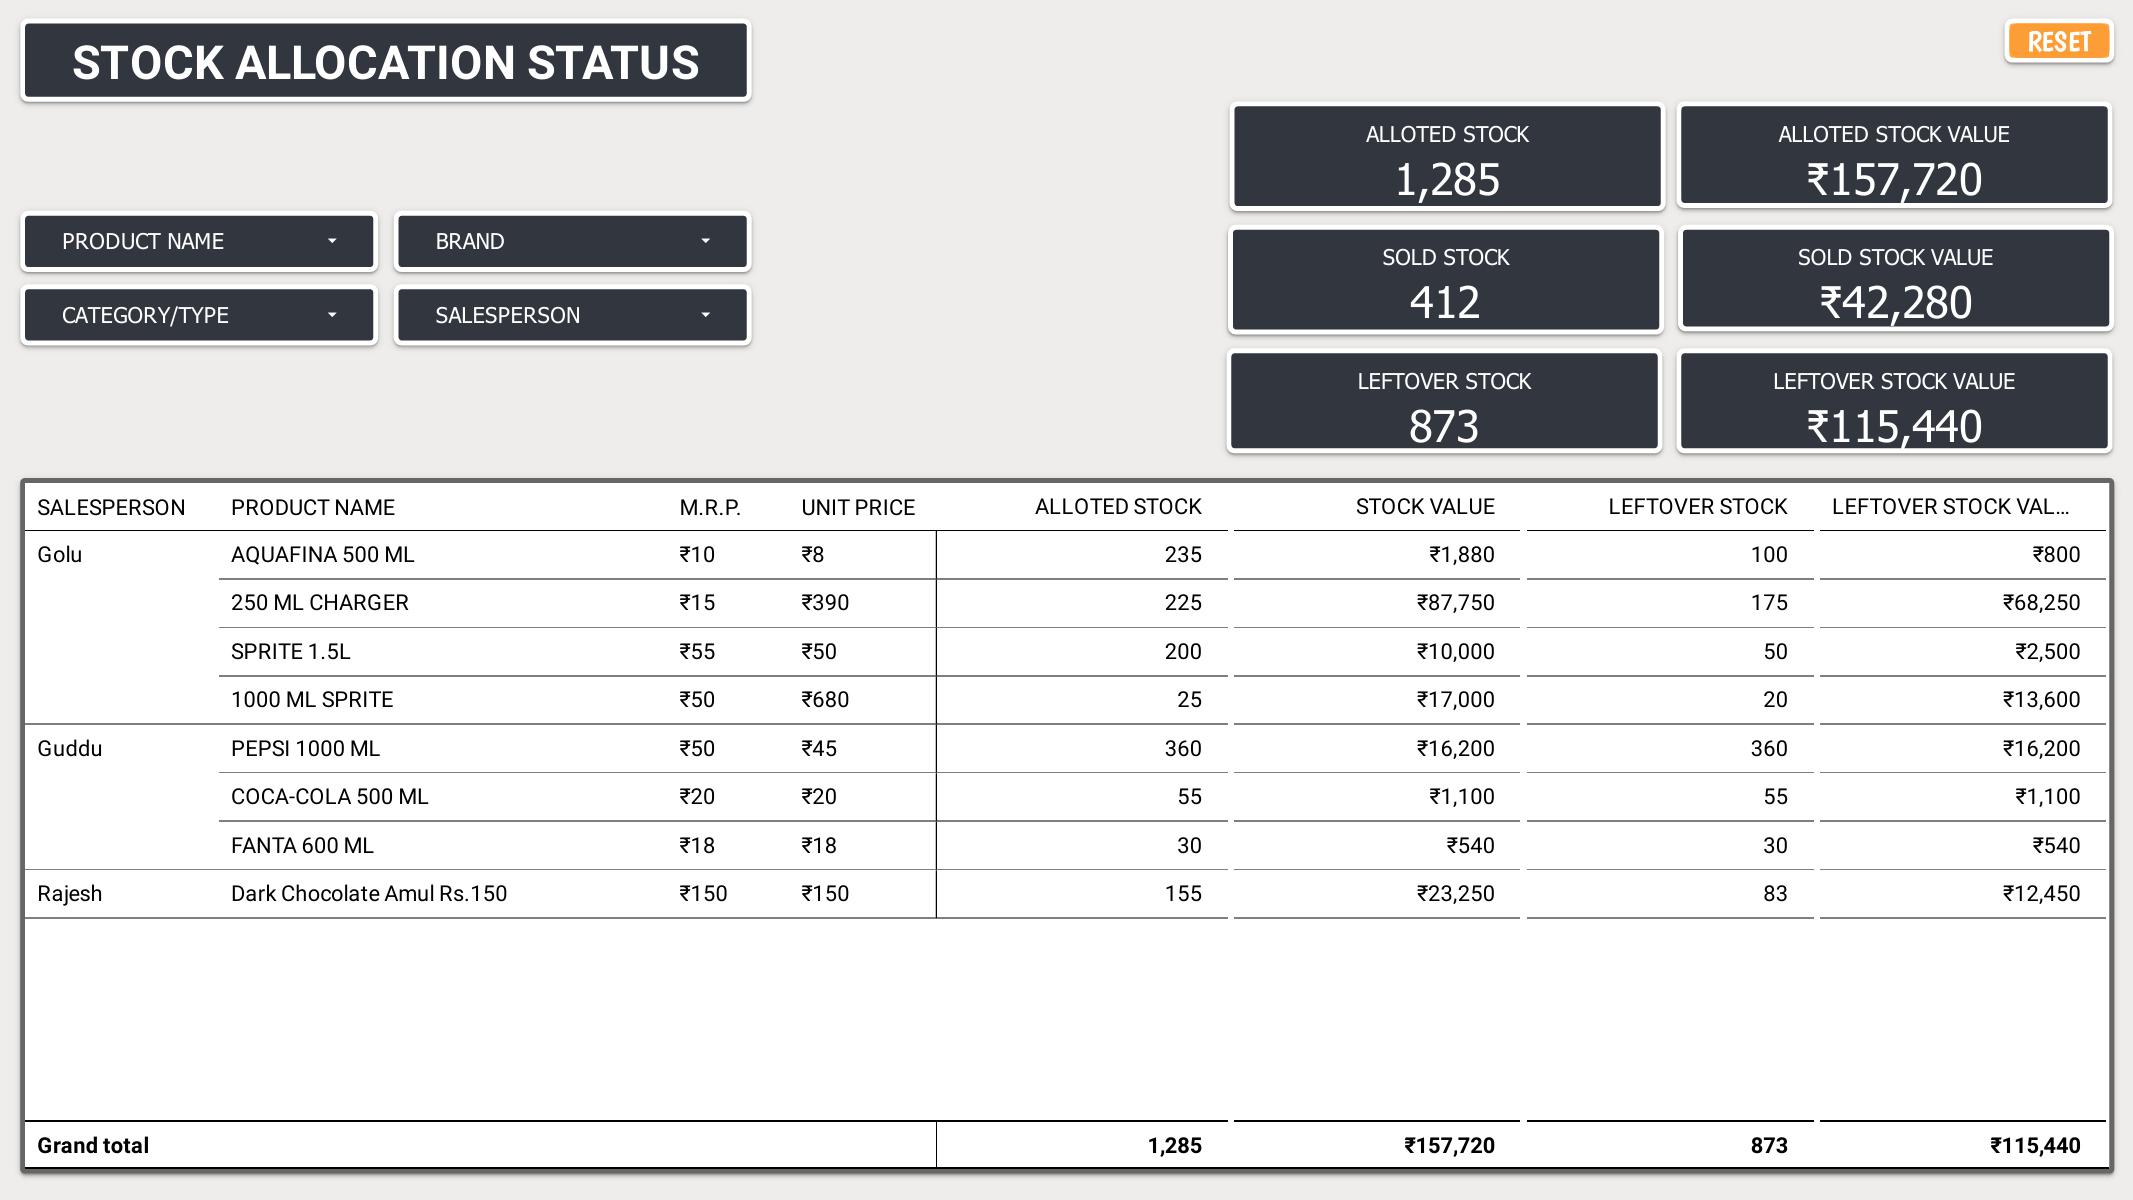 STOCK ALLOCATION STATUS
RESET
ALLOTED STOCK
1,285
ALLOTED STOCK VALUE
₹157,720
PRODUCT NAME
BRAND
SOLD STOCK
412
SOLD STOCK VALUE
₹42,280
CATEGORY/TYPE
SALESPERSON
LEFTOVER STOCK
873
LEFTOVER STOCK VALUE
₹115,440
SALESPERSON PRODUCT NAME M.R.P. UNIT PRICE ALLOTED STOCK STOCK VALUE LEFTOVER STOCK LEFTOVER STOCK VAL...
Golu AQUAFINA 500 ML ₹10 ₹8 235 ₹1,880 100 ₹800
250 ML CHARGER ₹15 ₹390 225 ₹87,750 175 ₹68,250
SPRITE 1.5L ₹55 ₹50 200 ₹10,000 50 ₹2,500
1000 ML SPRITE ₹50 ₹680 25 ₹17,000 20 ₹13,600
Guddu PEPSI 1000 ML ₹50 ₹45 360 ₹16,200 360 ₹16,200
COCA-COLA 500 ML ₹20 ₹20 55 ₹1,100 55 ₹1,100
FANTA 600 ML ₹18 ₹18 30 ₹540 30 ₹540
Rajesh Dark Chocolate Amul Rs.150 ₹150 ₹150 155 ₹23,250 83 ₹12,450
Grand total 1,285 ₹157,720 873 ₹115,440